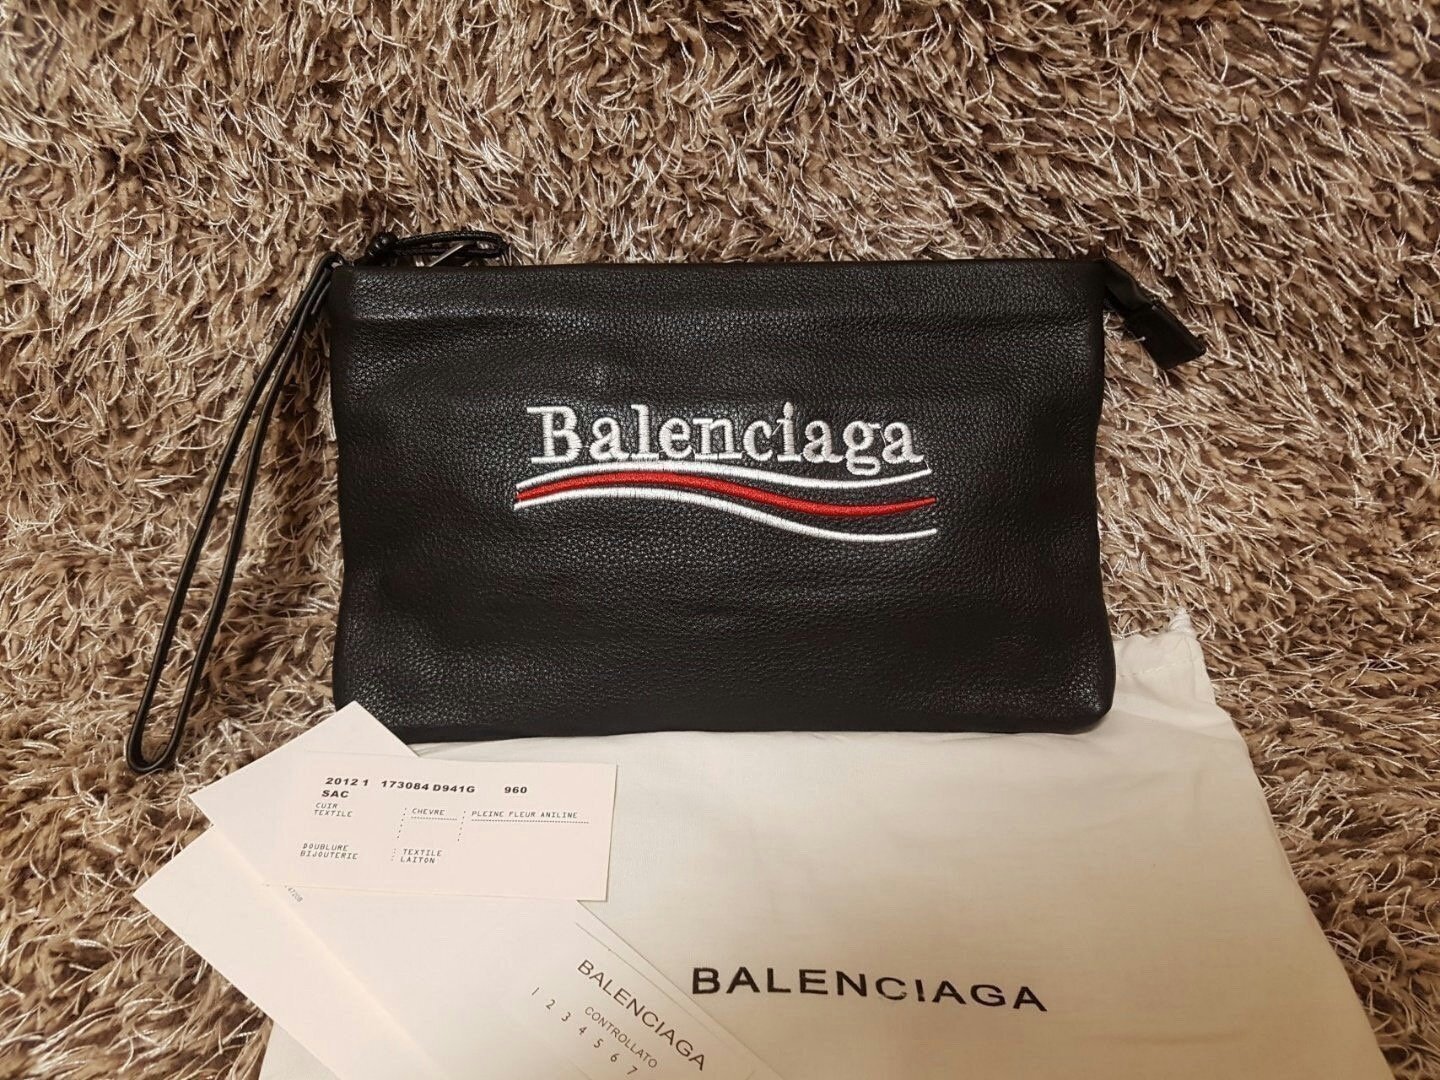 Balenciaga
2012 1 173084 D941G 960
SAC
CUIR : CHEVRE : PLEINE FLEUR ANILINE
TEXTILE
DOUBLURE : TEXTILE
BIJOUTERIE : LAITON
BALENCIAGA
CONTROLLATO
1 2 3 4 5 6 7
BALENCIAGA